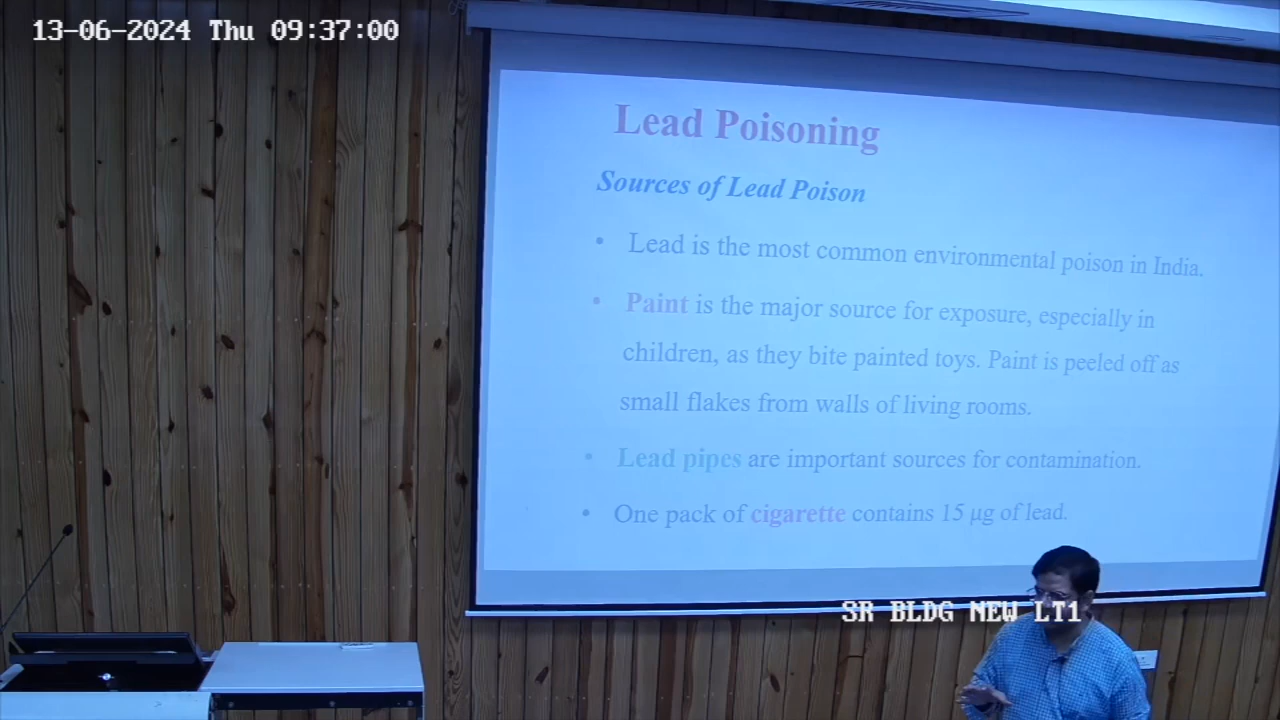 13-06-2024 Thu 09:37:00
Lead Poisoning
Sources of Lead Poison
• Lead is the most common environmental poison in India.
• Paint is the major source for exposure, especially in
children, as they bite painted toys. Paint is peeled off as
small flakes from walls of living rooms.
• Lead pipes are important sources for contamination.
• One pack of cigarette contains 15 μg of lead.
SR BLDG NEW LT1